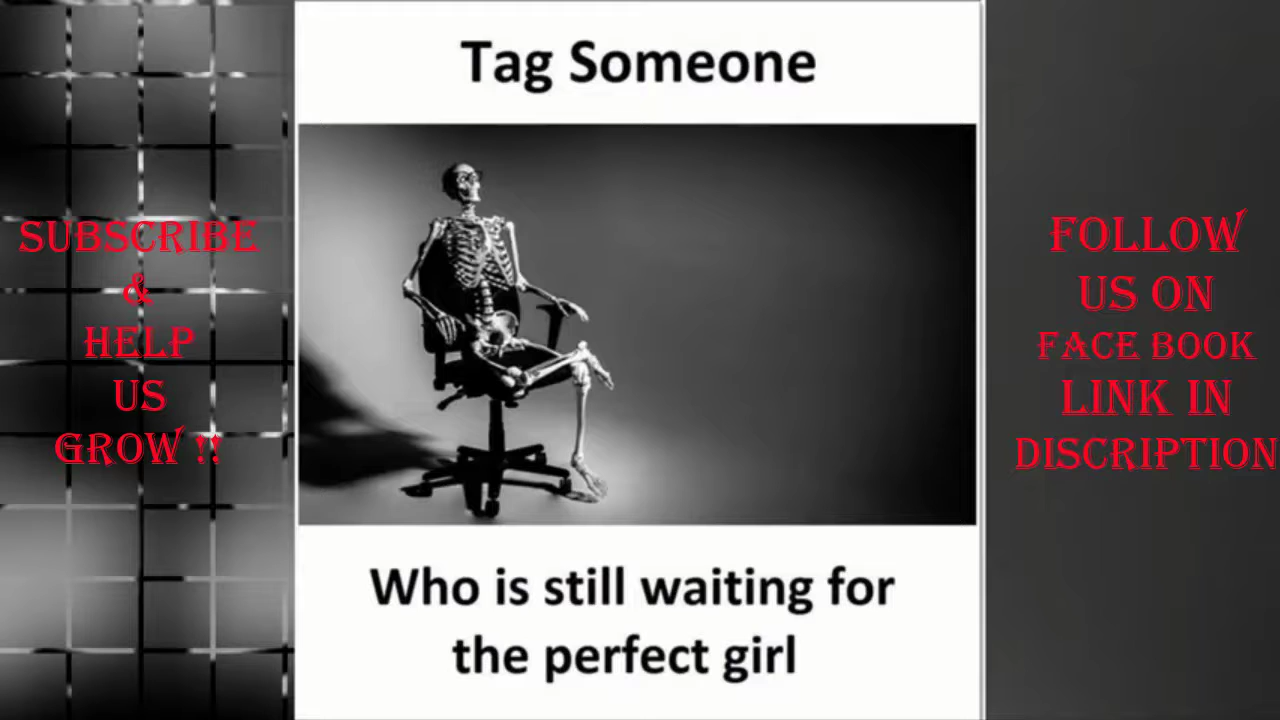 Tag Someone
SUBSCRIBE
&
HELP
US
GROW !!
FOLLOW
US ON
FACE BOOK
LINK IN
DISCRIPTION
Who is still waiting for
the perfect girl